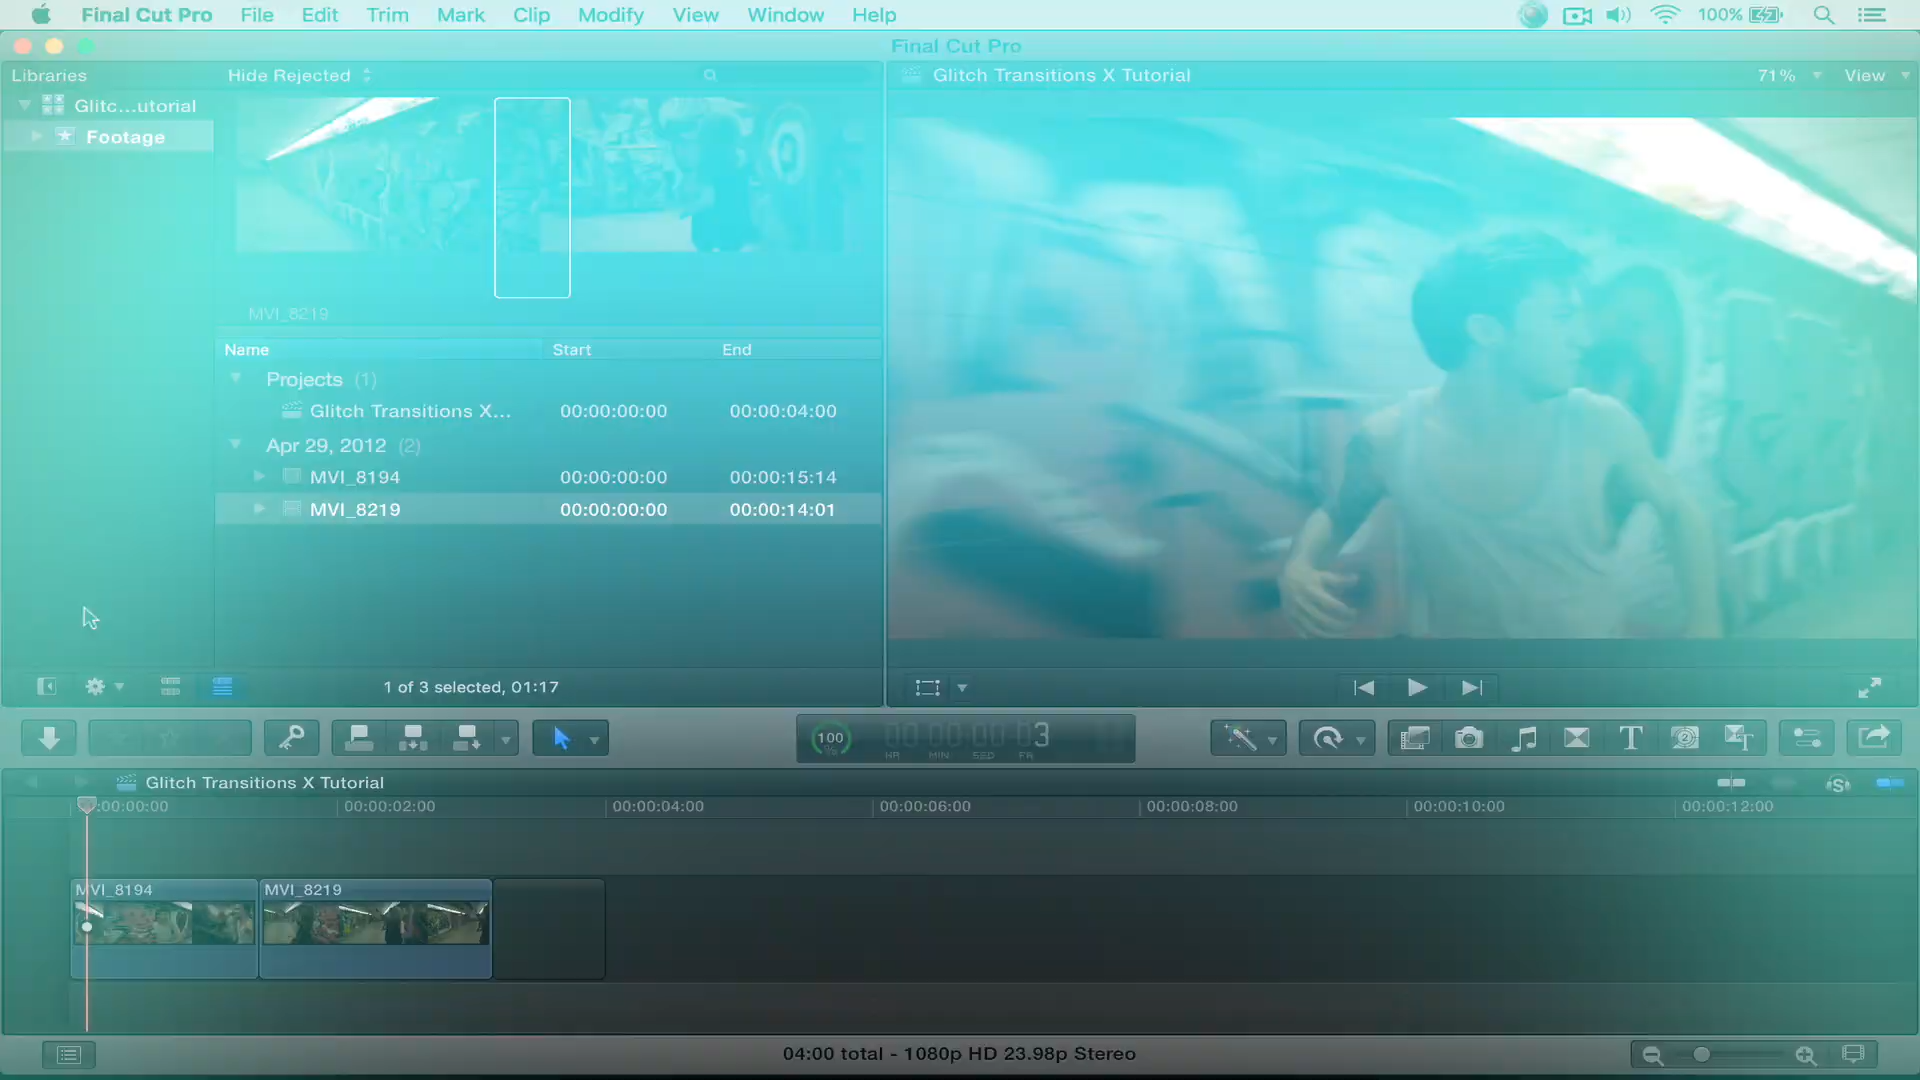 Final Cut Pro File Edit Trim Mark Clip Modify View Window Help 100%
Final Cut Pro
Libraries Hide Rejected Glitch Transitions X Tutorial 71% View
Glitc...utorial
Footage
MVI_8219
Name Start End
Projects (1)
Glitch Transitions X... 00:00:00:00 00:00:04:00
Apr 29, 2012 (2)
MVI_8194 00:00:00:00 00:00:15:14
MVI_8219 00:00:00:00 00:00:14:01
1 of 3 selected, 01:17
100 %
HR MIN SEC FR
Glitch Transitions X Tutorial
00:00:02:00 00:00:04:00 00:00:06:00 00:00:08:00 00:00:10:00 00:00:12:00
MVI_8194 MVI_8219
04:00 total - 1080p HD 23.98p Stereo